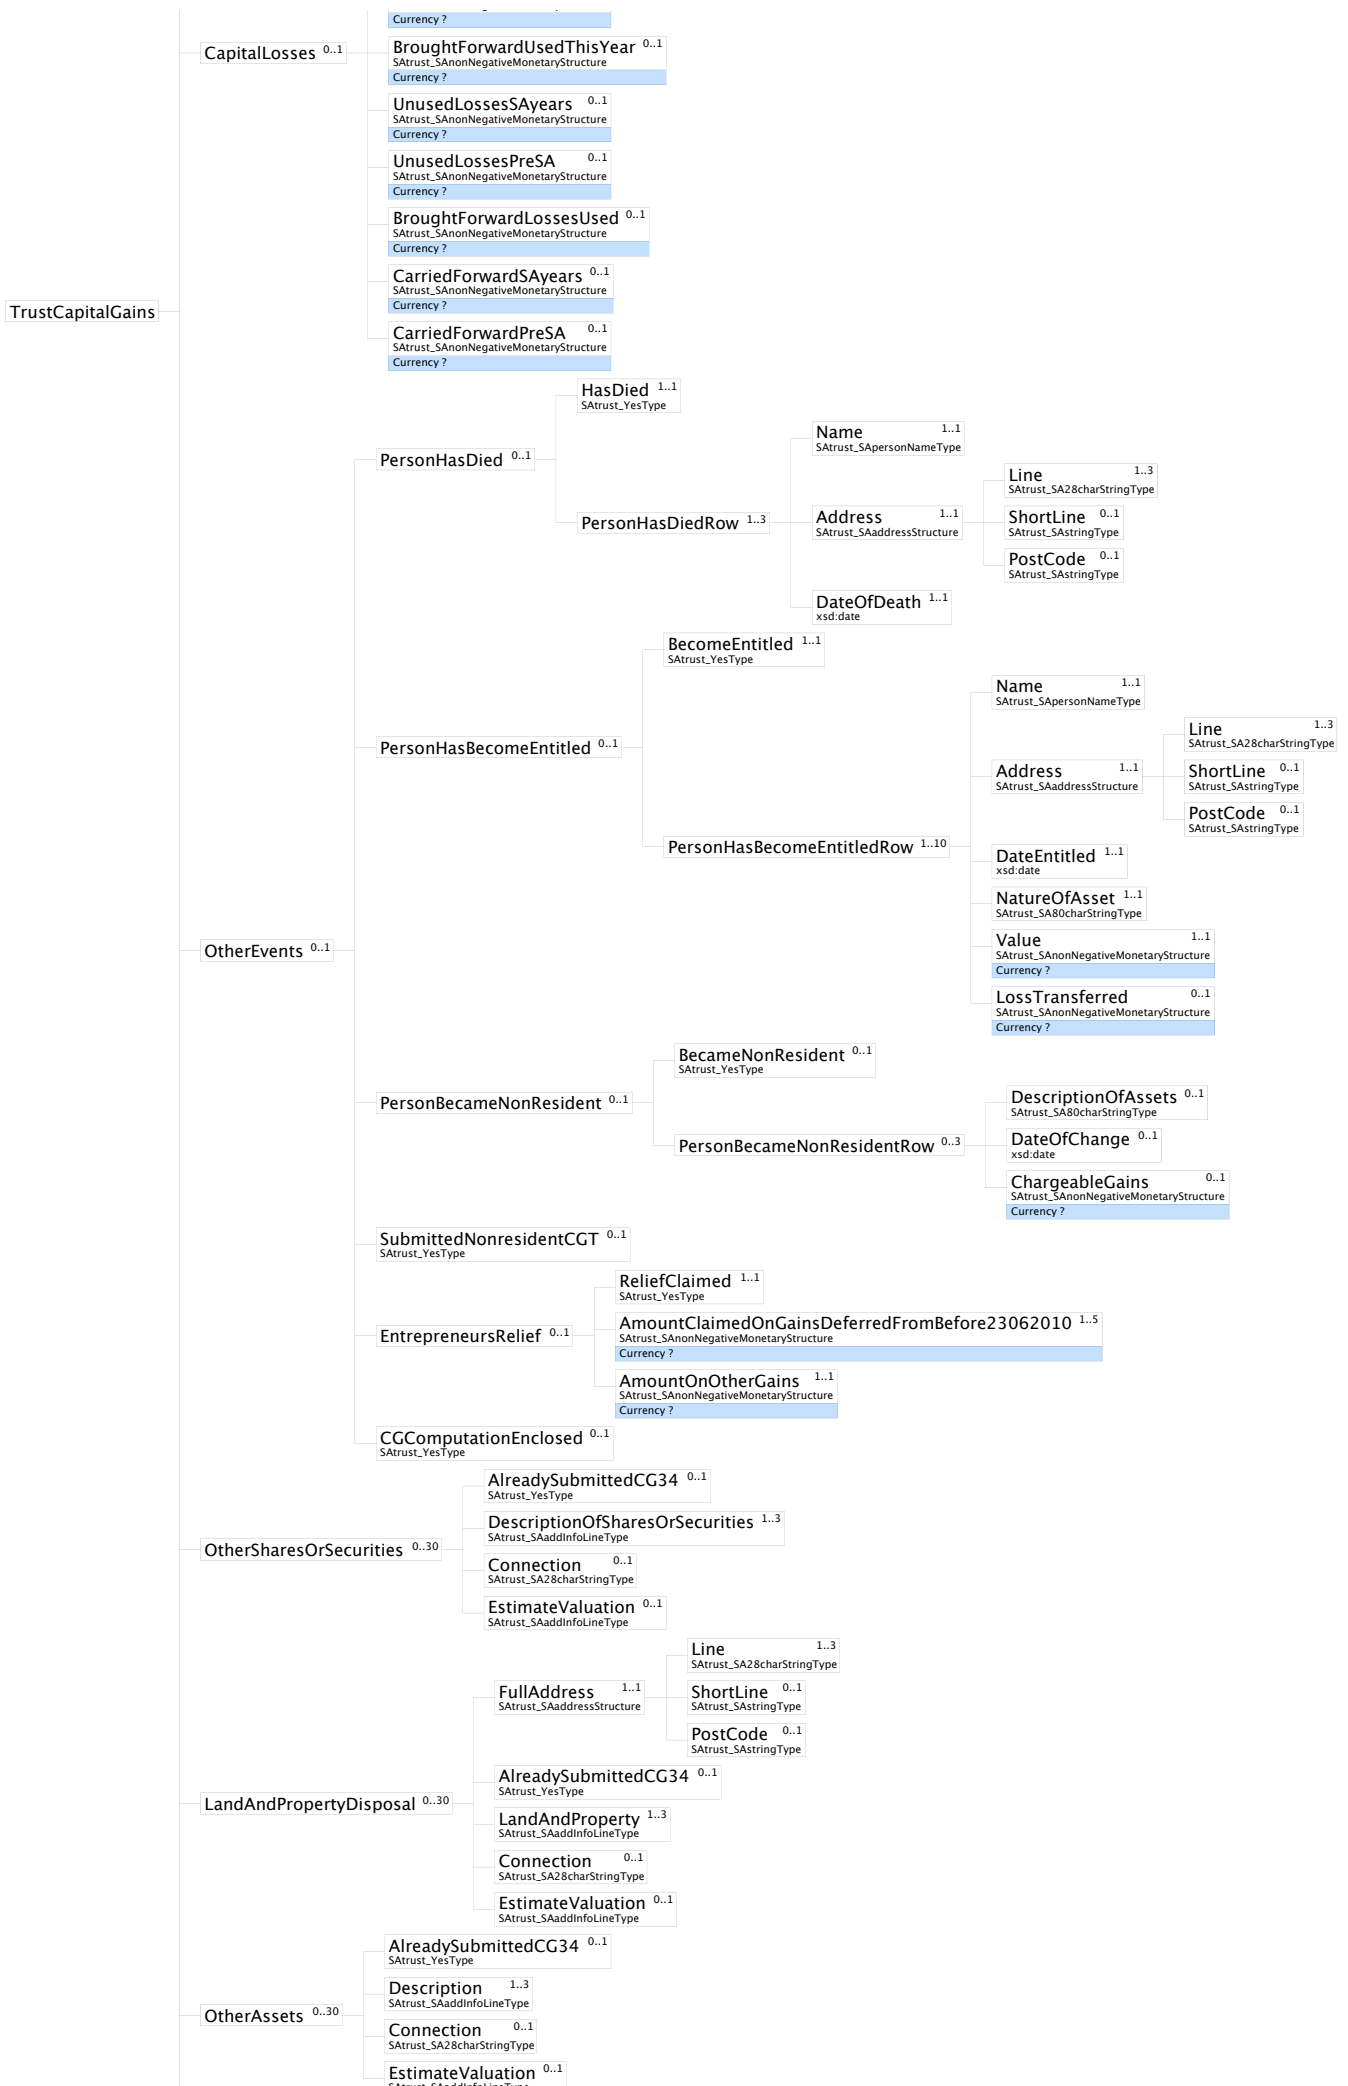 Currency ?
CapitalLosses 0..1
BroughtForwardUsedThisYear 0..1
SAtrust_SAnonNegativeMonetaryStructure
Currency ?
UnusedLossesSAyears 0..1
SAtrust_SAnonNegativeMonetaryStructure
Currency ?
UnusedLossesPreSA 0..1
SAtrust_SAnonNegativeMonetaryStructure
Currency ?
BroughtForwardLossesUsed 0..1
SAtrust_SAnonNegativeMonetaryStructure
Currency ?
CarriedForwardSAyears 0..1
SAtrust_SAnonNegativeMonetaryStructure
Currency ?
TrustCapitalGains
CarriedForwardPreSA 0..1
SAtrust_SAnonNegativeMonetaryStructure
Currency ?
HasDied 1..1
SAtrust_YesType
Name 1..1
SAtrust_SApersonNameType
PersonHasDied 0..1
Line 1..3
SAtrust_SA28charStringType
PersonHasDiedRow 1..3
Address 1..1
SAtrust_SAaddressStructure
ShortLine 0..1
SAtrust_SAstringType
PostCode 0..1
SAtrust_SAstringType
DateOfDeath 1..1
xsd:date
BecomeEntitled 1..1
SAtrust_YesType
Name 1..1
SAtrust_SApersonNameType
PersonHasBecomeEntitled 0..1
Line 1..3
SAtrust_SA28charStringType
Address 1..1
SAtrust_SAaddressStructure
ShortLine 0..1
SAtrust_SAstringType
PostCode 0..1
SAtrust_SAstringType
PersonHasBecomeEntitledRow 1..10
DateEntitled 1..1
xsd:date
NatureOfAsset 1..1
SAtrust_SA80charStringType
OtherEvents 0..1
Value 1..1
SAtrust_SAnonNegativeMonetaryStructure
Currency ?
LossTransferred 0..1
SAtrust_SAnonNegativeMonetaryStructure
Currency ?
BecameNonResident 0..1
SAtrust_YesType
PersonBecameNonResident 0..1
DescriptionOfAssets 0..1
SAtrust_SA80charStringType
PersonBecameNonResidentRow 0..3
DateOfChange 0..1
xsd:date
ChargeableGains 0..1
SAtrust_SAnonNegativeMonetaryStructure
Currency ?
SubmittedNonresidentCGT 0..1
SAtrust_YesType
ReliefClaimed 1..1
SAtrust_YesType
EntrepreneursRelief 0..1
AmountClaimedOnGainsDeferredFromBefore23062010 1..5
SAtrust_SAnonNegativeMonetaryStructure
Currency ?
AmountOnOtherGains 1..1
SAtrust_SAnonNegativeMonetaryStructure
Currency ?
CGComputationEnclosed 0..1
SAtrust_YesType
AlreadySubmittedCG34 0..1
SAtrust_YesType
OtherSharesOrSecurities 0..30
DescriptionOfSharesOrSecurities 1..3
SAtrust_SAaddInfoLineType
Connection 0..1
SAtrust_SA28charStringType
EstimateValuation 0..1
SAtrust_SAaddInfoLineType
Line 1..3
SAtrust_SA28charStringType
FullAddress 1..1
SAtrust_SAaddressStructure
ShortLine 0..1
SAtrust_SAstringType
PostCode 0..1
SAtrust_SAstringType
AlreadySubmittedCG34 0..1
SAtrust_YesType
LandAndPropertyDisposal 0..30
LandAndProperty 1..3
SAtrust_SAaddInfoLineType
Connection 0..1
SAtrust_SA28charStringType
EstimateValuation 0..1
SAtrust_SAaddInfoLineType
AlreadySubmittedCG34 0..1
SAtrust_YesType
Description 1..3
SAtrust_SAaddInfoLineType
OtherAssets 0..30
Connection 0..1
SAtrust_SA28charStringType
EstimateValuation 0..1